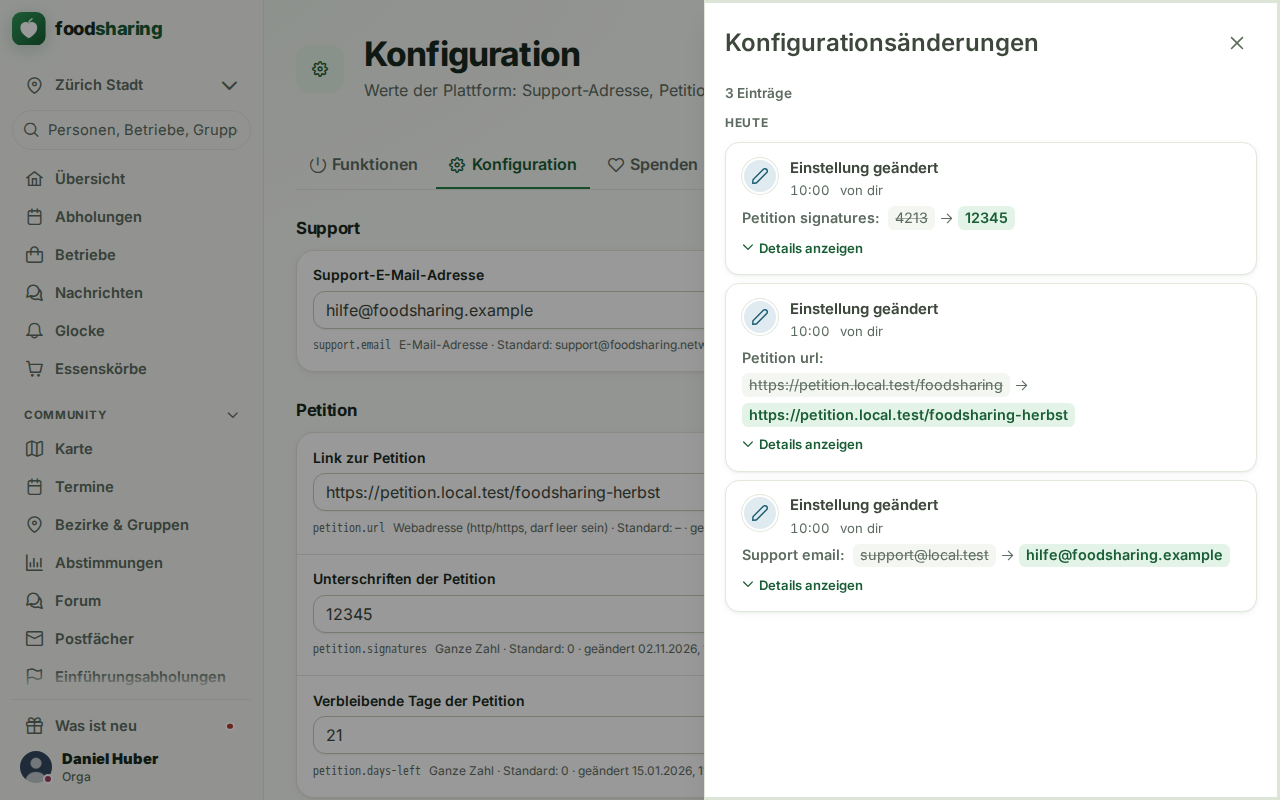 foodsharing
Zürich Stadt
Personen, Betriebe, Grupp
Übersicht
Abholungen
Betriebe
Nachrichten
Glocke
Essenskörbe
COMMUNITY
Karte
Termine
Bezirke & Gruppen
Abstimmungen
Forum
Postfächer
Einführungsabholungen
Was ist neu
Daniel Huber
Orga
Konfiguration
Werte der Plattform: Support-Adresse, Petitio
Funktionen
Konfiguration
Spenden
Support
Support-E-Mail-Adresse
hilfe@foodsharing.example
support.email E-Mail-Adresse · Standard: support@foodsharing.netw
Petition
Link zur Petition
https://petition.local.test/foodsharing-herbst
petition.url Webadresse (http/https, darf leer sein) · Standard: – · ge
Unterschriften der Petition
12345
petition.signatures Ganze Zahl · Standard: 0 · geändert 02.11.2026,
Verbleibende Tage der Petition
21
petition.days-left Ganze Zahl · Standard: 0 · geändert 15.01.2026, 1
Konfigurationsänderungen
3 Einträge
HEUTE
Einstellung geändert
10:00 von dir
Petition signatures: 4213 → 12345
Details anzeigen
Einstellung geändert
10:00 von dir
Petition url:
https://petition.local.test/foodsharing →
https://petition.local.test/foodsharing-herbst
Details anzeigen
Einstellung geändert
10:00 von dir
Support email: support@local.test → hilfe@foodsharing.example
Details anzeigen